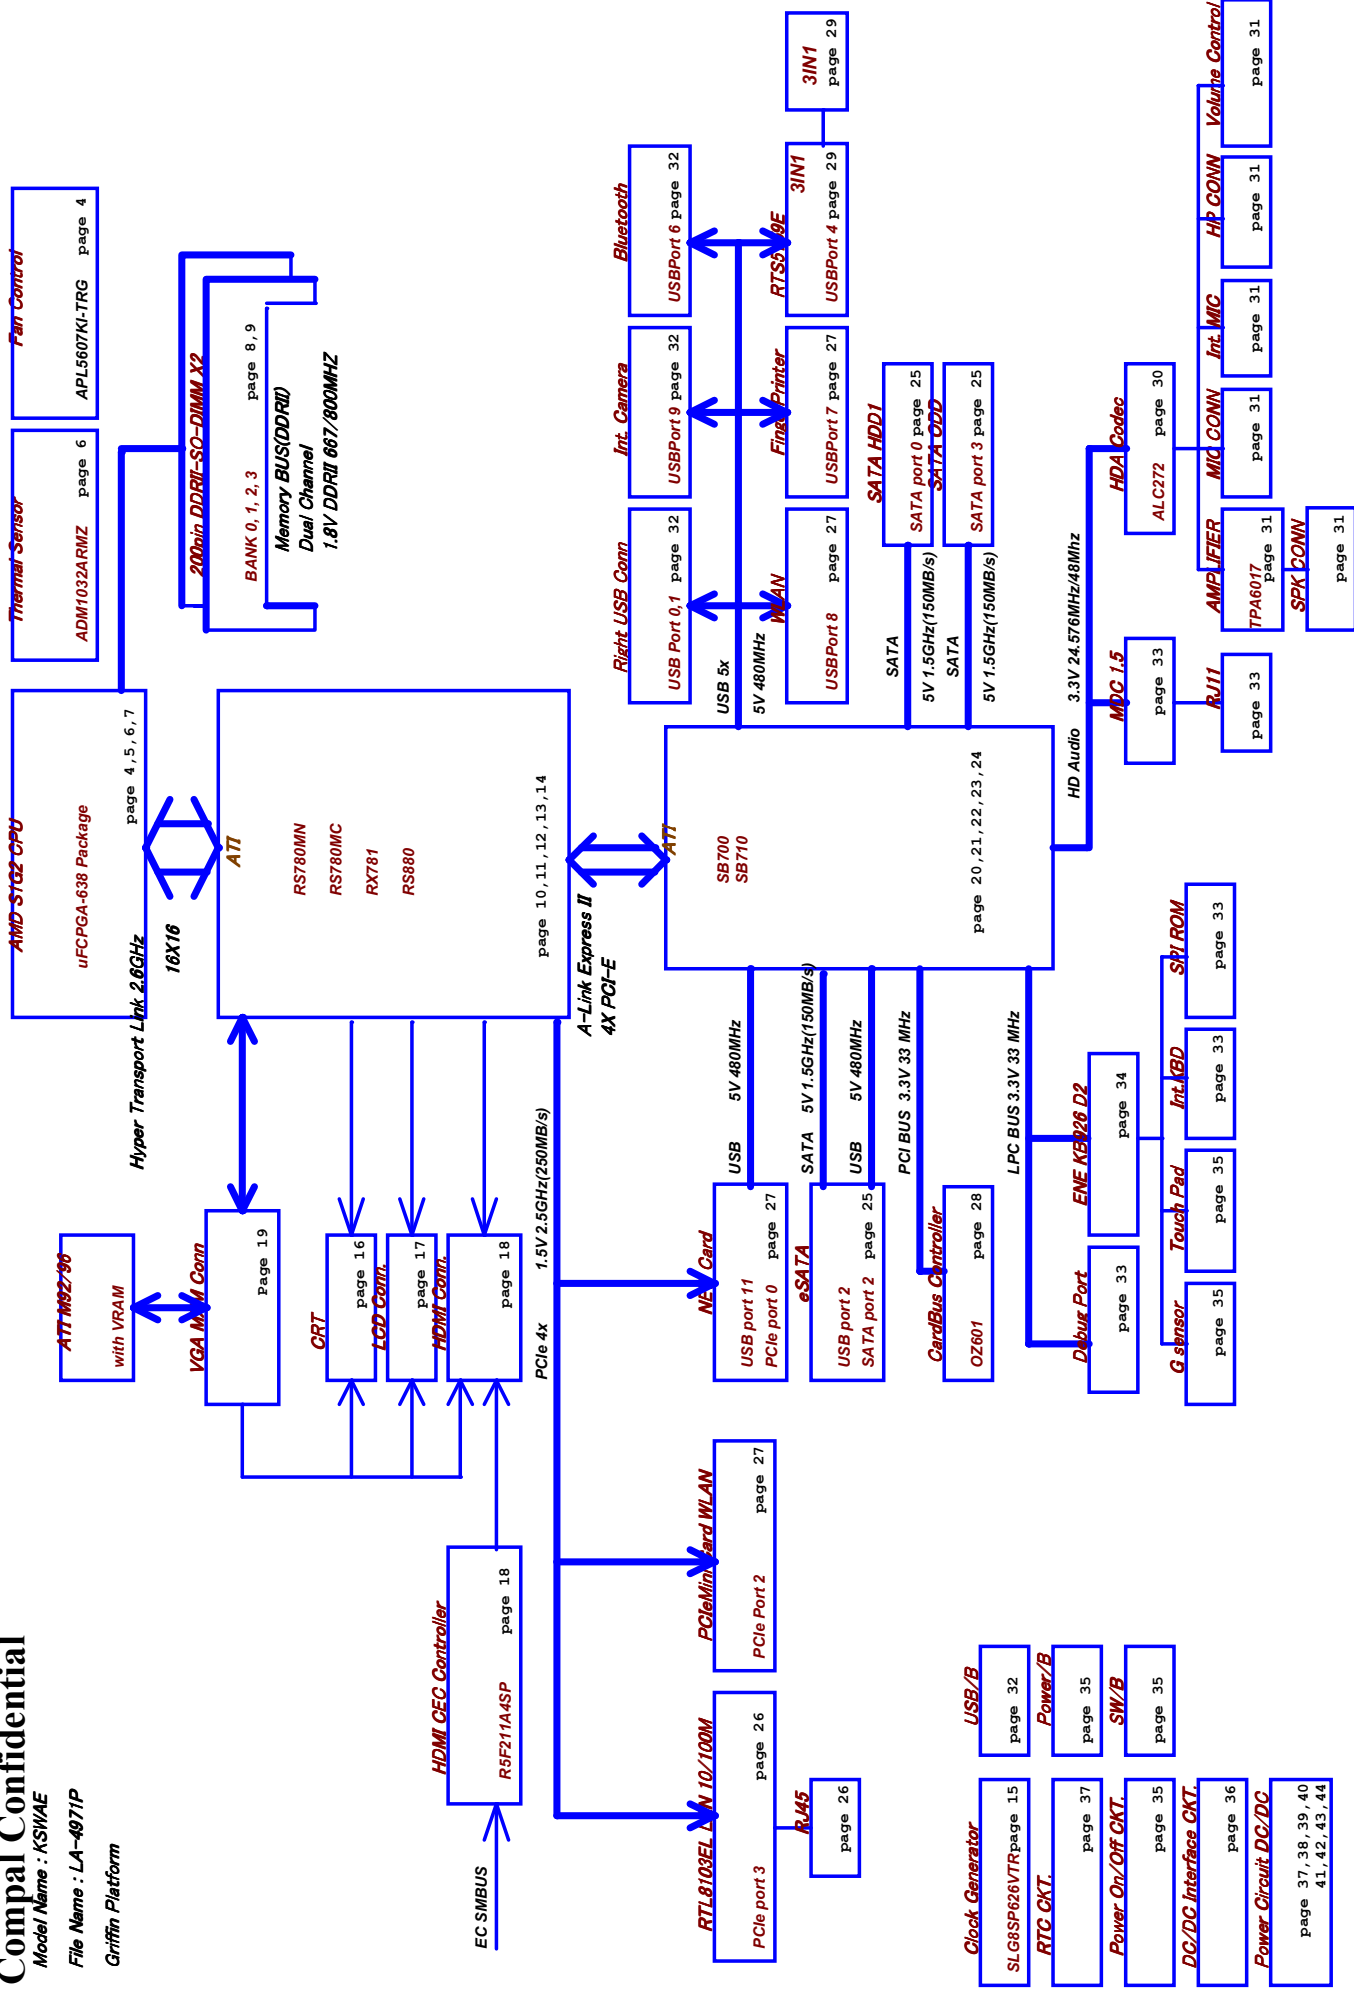 Compal Confidential
Model Name : KSWAE
File Name : LA-4971P
Griffin Platform
Fan Control
APL5607KI-TRG
page 4
Thermal Sensor
ADM1032ARMZ
page 6
AMD S1G2 CPU
uFCPGA-638 Package
page 4,5,6,7
200pin DDRII-SO-DIMM X2
BANK 0, 1, 2, 3
page 8,9
Memory BUS(DDRII)
Dual Channel
1.8V DDRII 667/800MHZ
Hyper Transport Link 2.6GHz
16X16
ATI M92/96
with VRAM
VGA MXM Conn
page 19
ATI
RS780MN
RS780MC
RX781
RS880
page 10,11,12,13,14
CRT
page 16
LCD Conn.
page 17
HDMI Conn.
page 18
HDMI CEC Controller
R5F211A4SP
page 18
EC SMBUS
PCIe 4x
1.5V 2.5GHz(250MB/s)
A-Link Express II
4X PCI-E
ATI
SB700
SB710
page 20,21,22,23,24
Right USB Conn
USB Port 0,1
page 32
Int. Camera
USBPort 9
page 32
Bluetooth
USBPort 6
page 32
USB 5x
5V 480MHz
WLAN
USBPort 8
page 27
Printer
USBPort 7
page 27
USBPort 4
page 29
3IN1
3IN1
page 29
SATA HDD1
SATA port 0
page 25
SATA ODD
SATA port 3
page 25
SATA
5V 1.5GHz(150MB/s)
SATA
5V 1.5GHz(150MB/s)
HD Audio
3.3V 24.576MHz/48Mhz
HDA Codec
ALC272
page 30
MDC 1.5
page 33
RJ11
page 33
AMPLIFIER
TPA6017
page 31
SPK CONN
page 31
MIC CONN
page 31
Int. MIC
page 31
HP CONN
page 31
Volume Control
page 31
RTL8103EL LAN 10/100M
PCIe port 3
page 26
RJ45
page 26
PCIeMini Card WLAN
PCIe Port 2
page 27
Card
USB port 11
PCIe port 0
page 27
USB
5V 480MHz
eSATA
USB port 2
SATA port 2
page 25
SATA
5V 1.5GHz(150MB/s)
USB
5V 480MHz
CardBus Controller
OZ601
page 28
PCI BUS
3.3V 33 MHz
LPC BUS
3.3V 33 MHz
Debug Port
page 33
ENE KB926 D2
page 34
G sensor
page 35
Touch Pad
page 35
Int.KBD
page 33
SPI ROM
page 33
Clock Generator
SLG8SP626VTR
page 15
RTC CKT.
page 37
Power On/Off CKT.
page 35
DC/DC Interface CKT.
page 36
Power Circuit DC/DC
page 37,38,39,40
41,42,43,44
USB/B
page 32
Power/B
page 35
SW/B
page 35